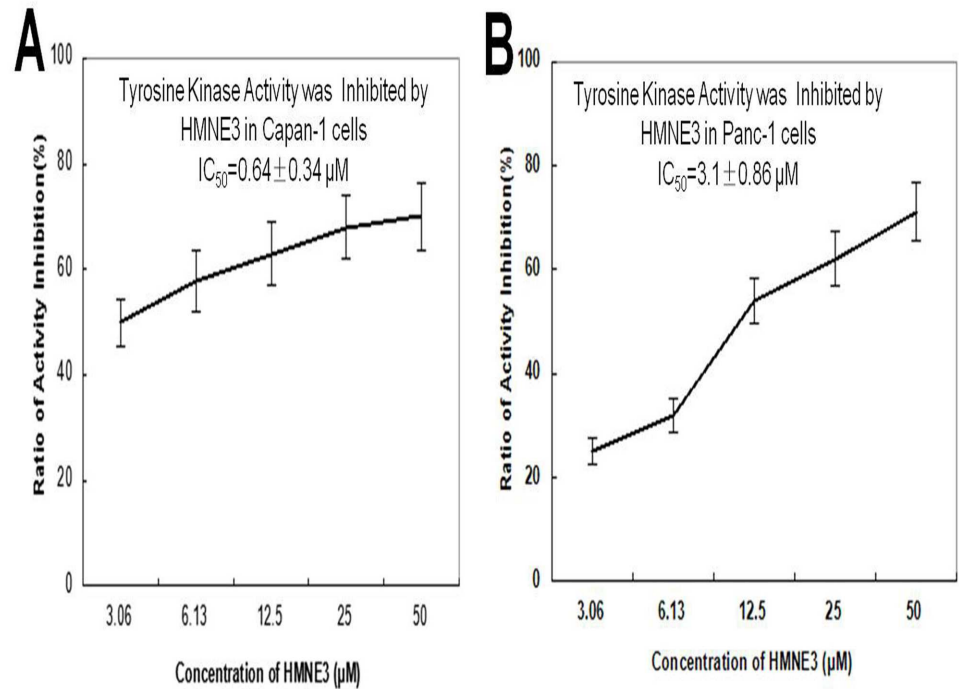 A
Tyrosine Kinase Activity was Inhibited by
HMNE3 in Capan-1 cells
IC50=0.64±0.34 μM
Ratio of Activity Inhibition(%)
100
80
60
40
20
0
3.06 6.13 12.5 25 50
Concentration of HMNE3 (μM)
B
Tyrosine Kinase Activity was Inhibited by
HMNE3 in Panc-1 cells
IC50=3.1±0.86 μM
Ratio of Activity Inhibition(%)
100
80
60
40
20
0
3.06 6.13 12.5 25 50
Concentration of HMNE3 (μM)